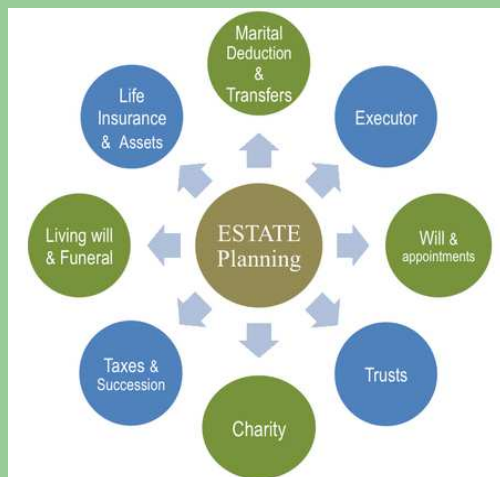 Marital
Deduction
&
Transfers
Executor
Will &
appointments
Trusts
Charity
Taxes &
Succession
Living will
& Funeral
Life
Insurance
& Assets
ESTATE
Planning